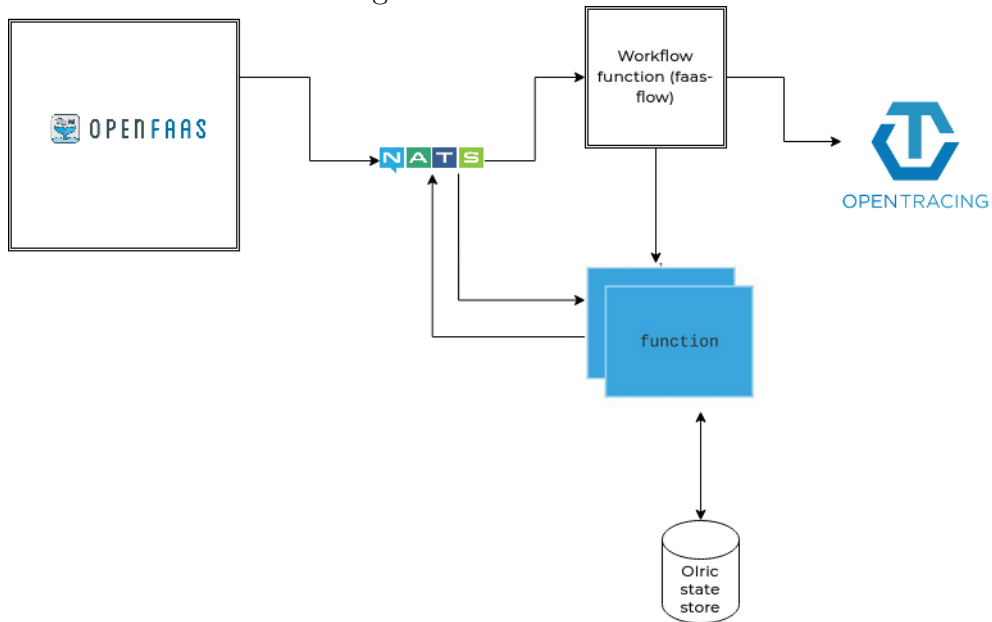 OPENFAAS
NATS
Workflow
function (faas-
flow)
OPENTRACING
function
Olric
state
store